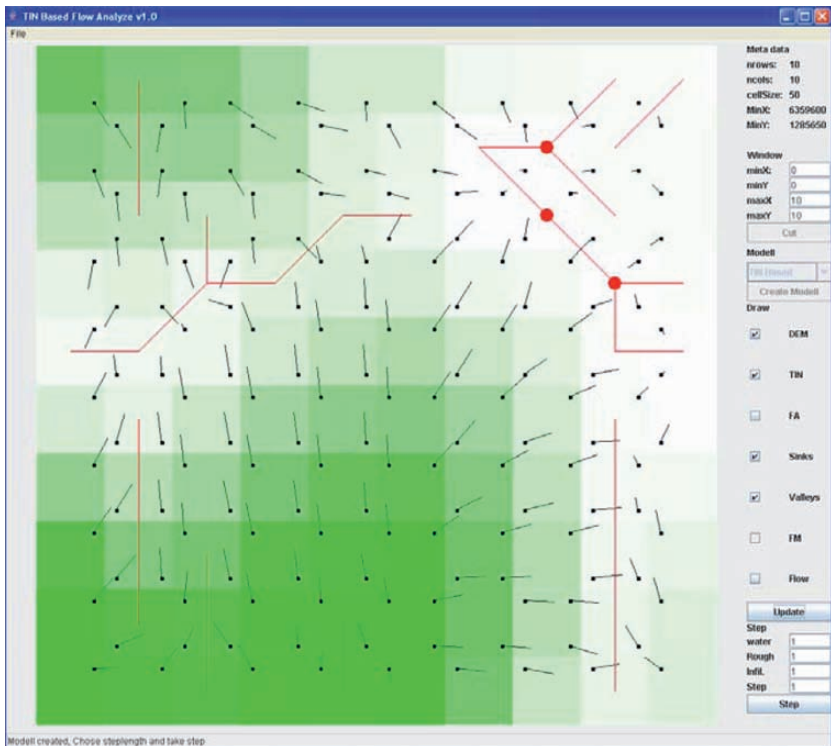 TIN Based Flow Analyze v1.0
File
Meta data
nrows: 10
ncols: 10
cellSize: 50
MinX: 6359600
MinY: 1285650
Window
minX: 0
minY 0
maxX 10
maxY 10
Cut
Modell
TIN Based
Create Modell
Draw
DEM
TIN
FA
Sinks
Valleys
FM
Flow
Update
Step
water 1
Rough 1
Infil. 1
Step 1
Step
Modell created, Chose steplength and take step